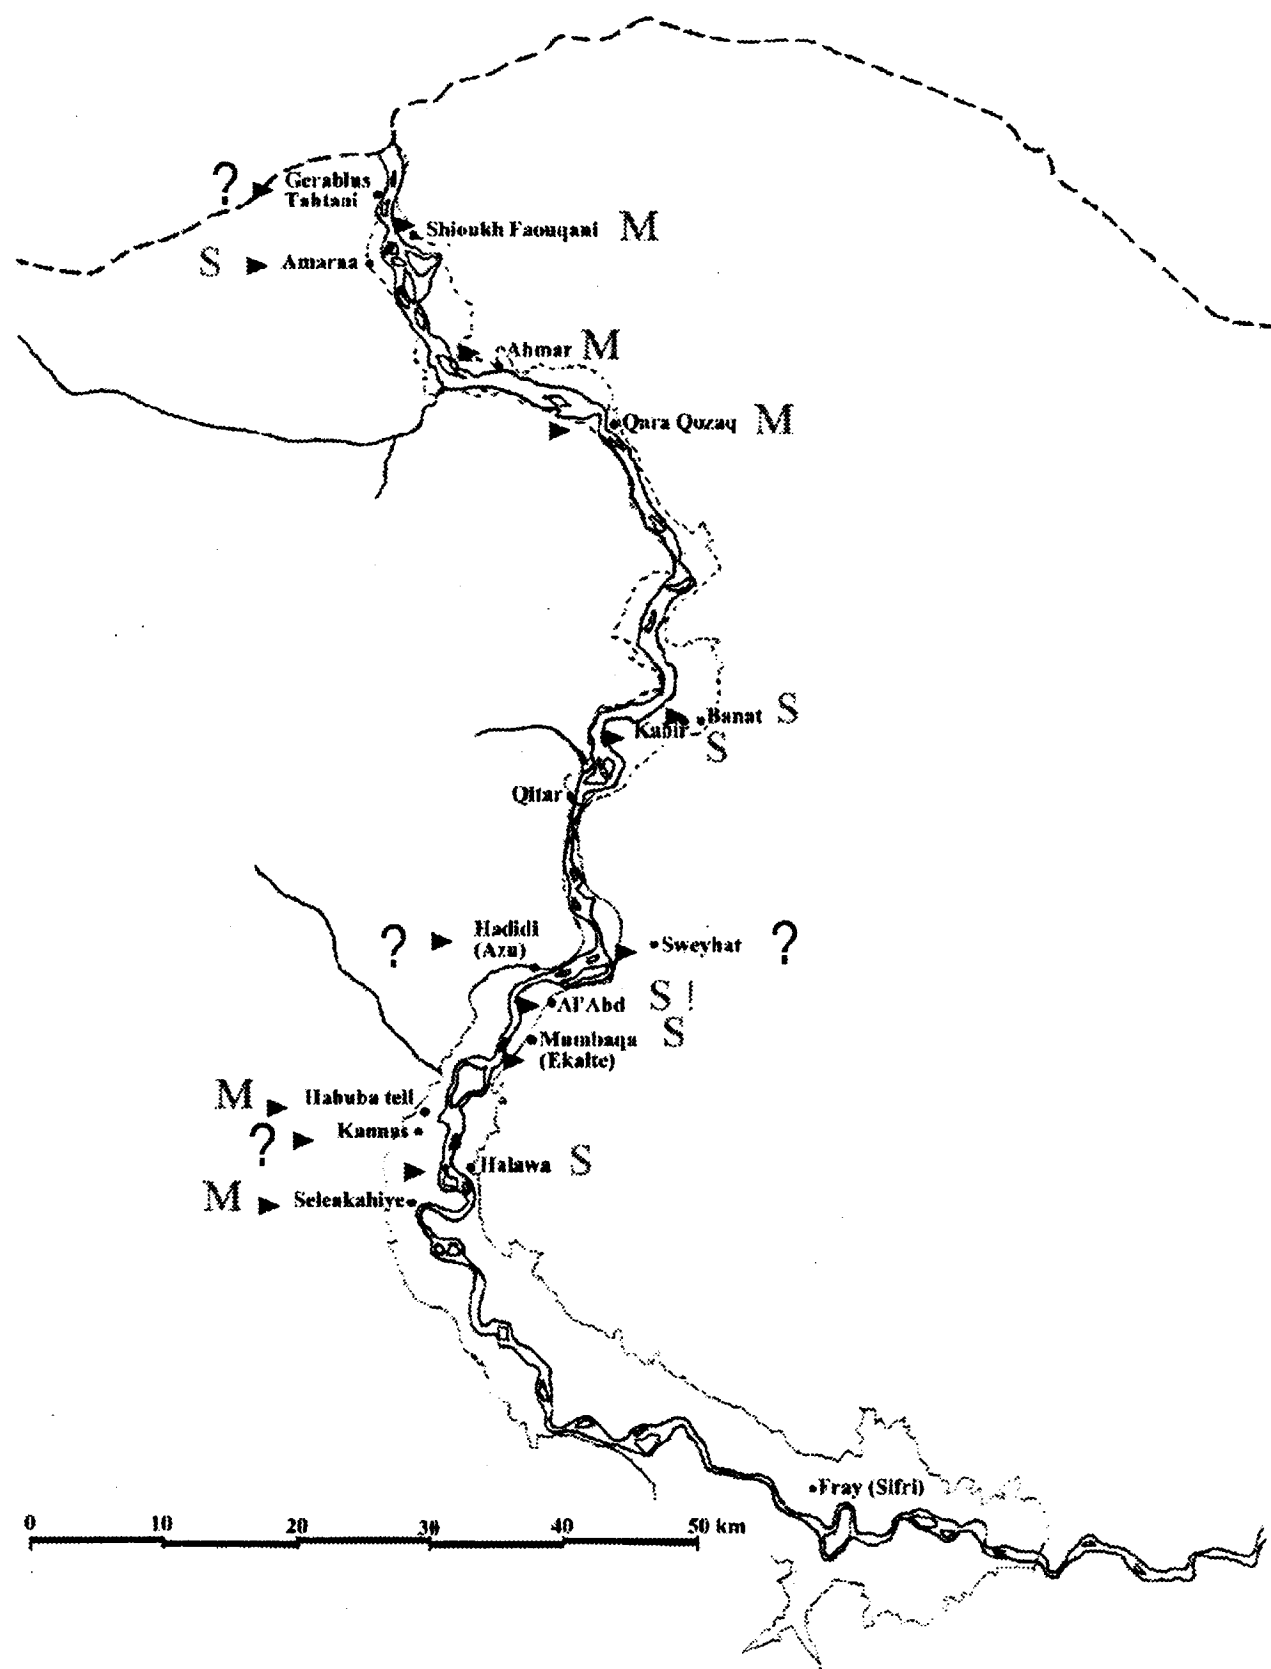 ? Gerablus
Tahtani
Shioukh Faouqani M
S Amarna
Ahmar M
Qara Quzaq M
Banat S
Kabir S
Qitar
? Hadidi
(Azu)
Sweyhat ?
Al'Abd S !
Mumbaqa S
(Ekalte)
M Habuba tell
? Kannas
Halawa S
M Selenkahiye
Fray (Sifri)
0 10 20 30 40 50 km